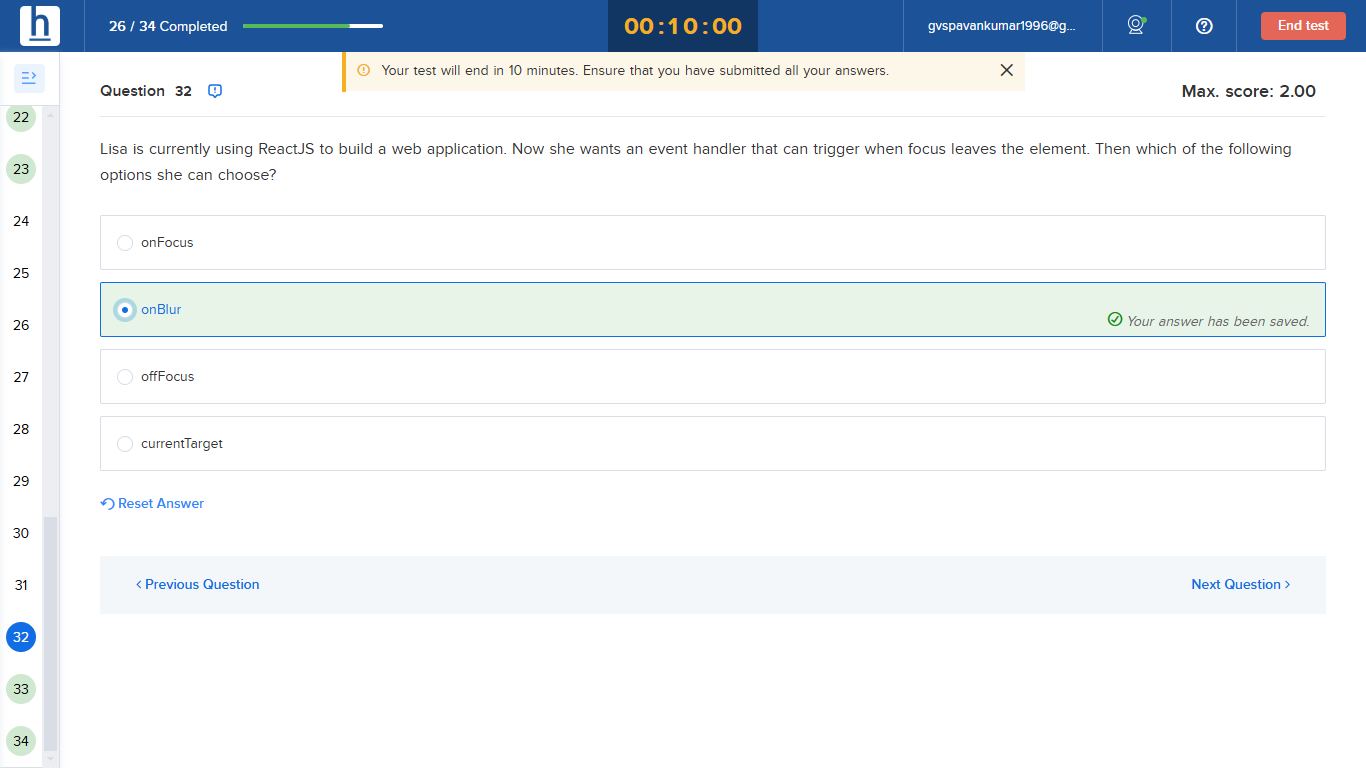 h
26 / 34 Completed
00:10:00
gvspavankumar1996@g...
End test
Your test will end in 10 minutes. Ensure that you have submitted all your answers.
Question 32
Max. score: 2.00
22
23
24
25
26
27
28
29
30
31
32
33
34
Lisa is currently using ReactJS to build a web application. Now she wants an event handler that can trigger when focus leaves the element. Then which of the following
options she can choose?
onFocus
onBlur
Your answer has been saved.
offFocus
currentTarget
Reset Answer
< Previous Question
Next Question >